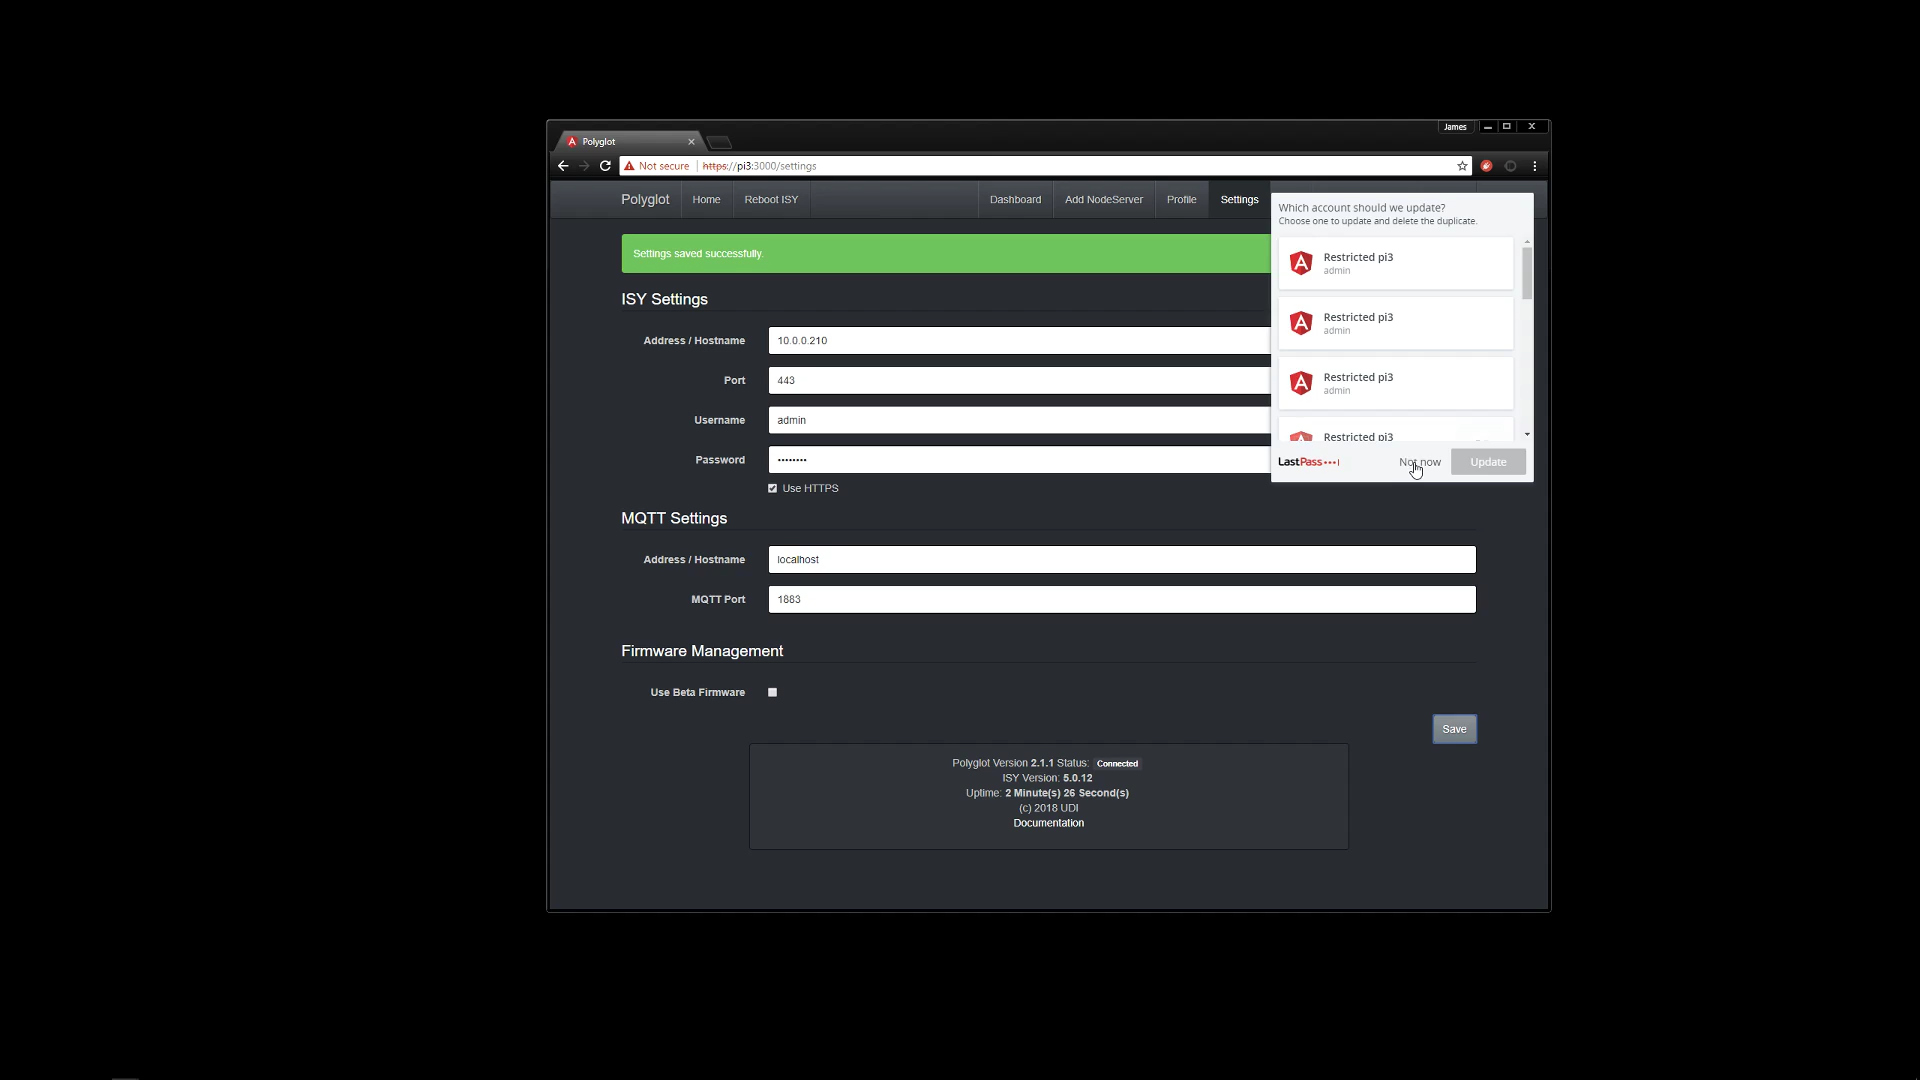 James
Polyglot
Not secure | https://pi3:3000/settings
Polyglot Home Reboot ISY Dashboard Add NodeServer Profile Settings
Which account should we update?
Choose one to update and delete the duplicate.
Restricted pi3
admin
Restricted pi3
admin
Restricted pi3
admin
Restricted pi3
LastPass Not now Update
Settings saved successfully.
ISY Settings
Address / Hostname 10.0.0.210
Port 443
Username admin
Password ••••••••
Use HTTPS
MQTT Settings
Address / Hostname localhost
MQTT Port 1883
Firmware Management
Use Beta Firmware
Save
Polyglot Version 2.1.1 Status: Connected
ISY Version: 5.0.12
Uptime: 2 Minute(s) 26 Second(s)
(c) 2018 UDI
Documentation